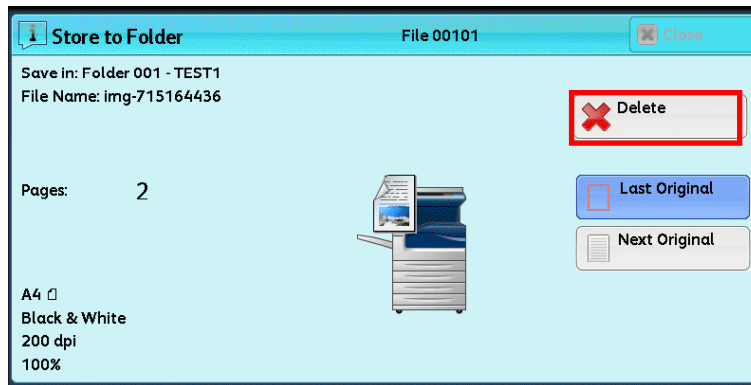 Store to Folder
File 00101
Close
Save in: Folder 001 - TEST1
File Name: img-715164436
Delete
Pages: 2
Last Original
Next Original
A4
Black & White
200 dpi
100%